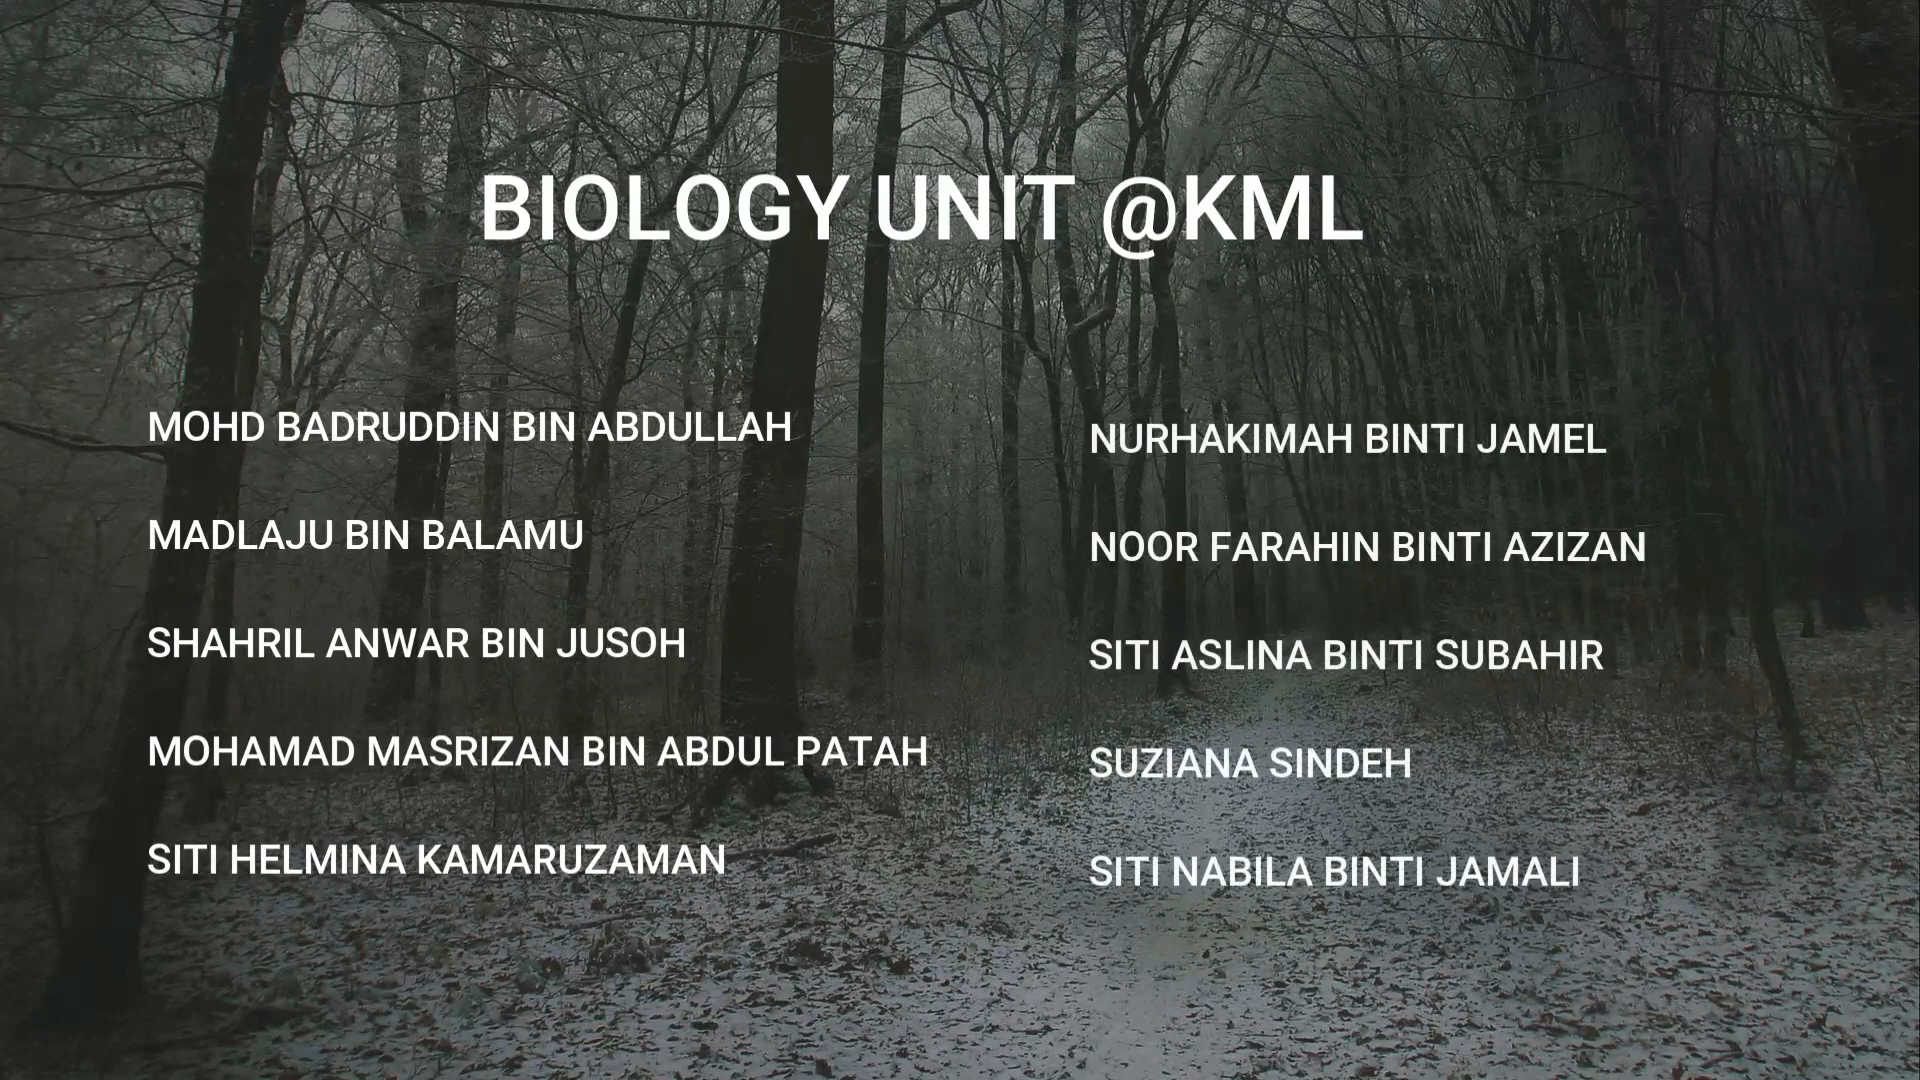 BIOLOGY UNIT @KML
MOHD BADRUDDIN BIN ABDULLAH
MADLAJU BIN BALAMU
SHAHRIL ANWAR BIN JUSOH
MOHAMAD MASRIZAN BIN ABDUL PATAH
SITI HELMINA KAMARUZAMAN
NURHAKIMAH BINTI JAMEL
NOOR FARAHIN BINTI AZIZAN
SITI ASLINA BINTI SUBAHIR
SUZIANA SINDEH
SITI NABILA BINTI JAMALI